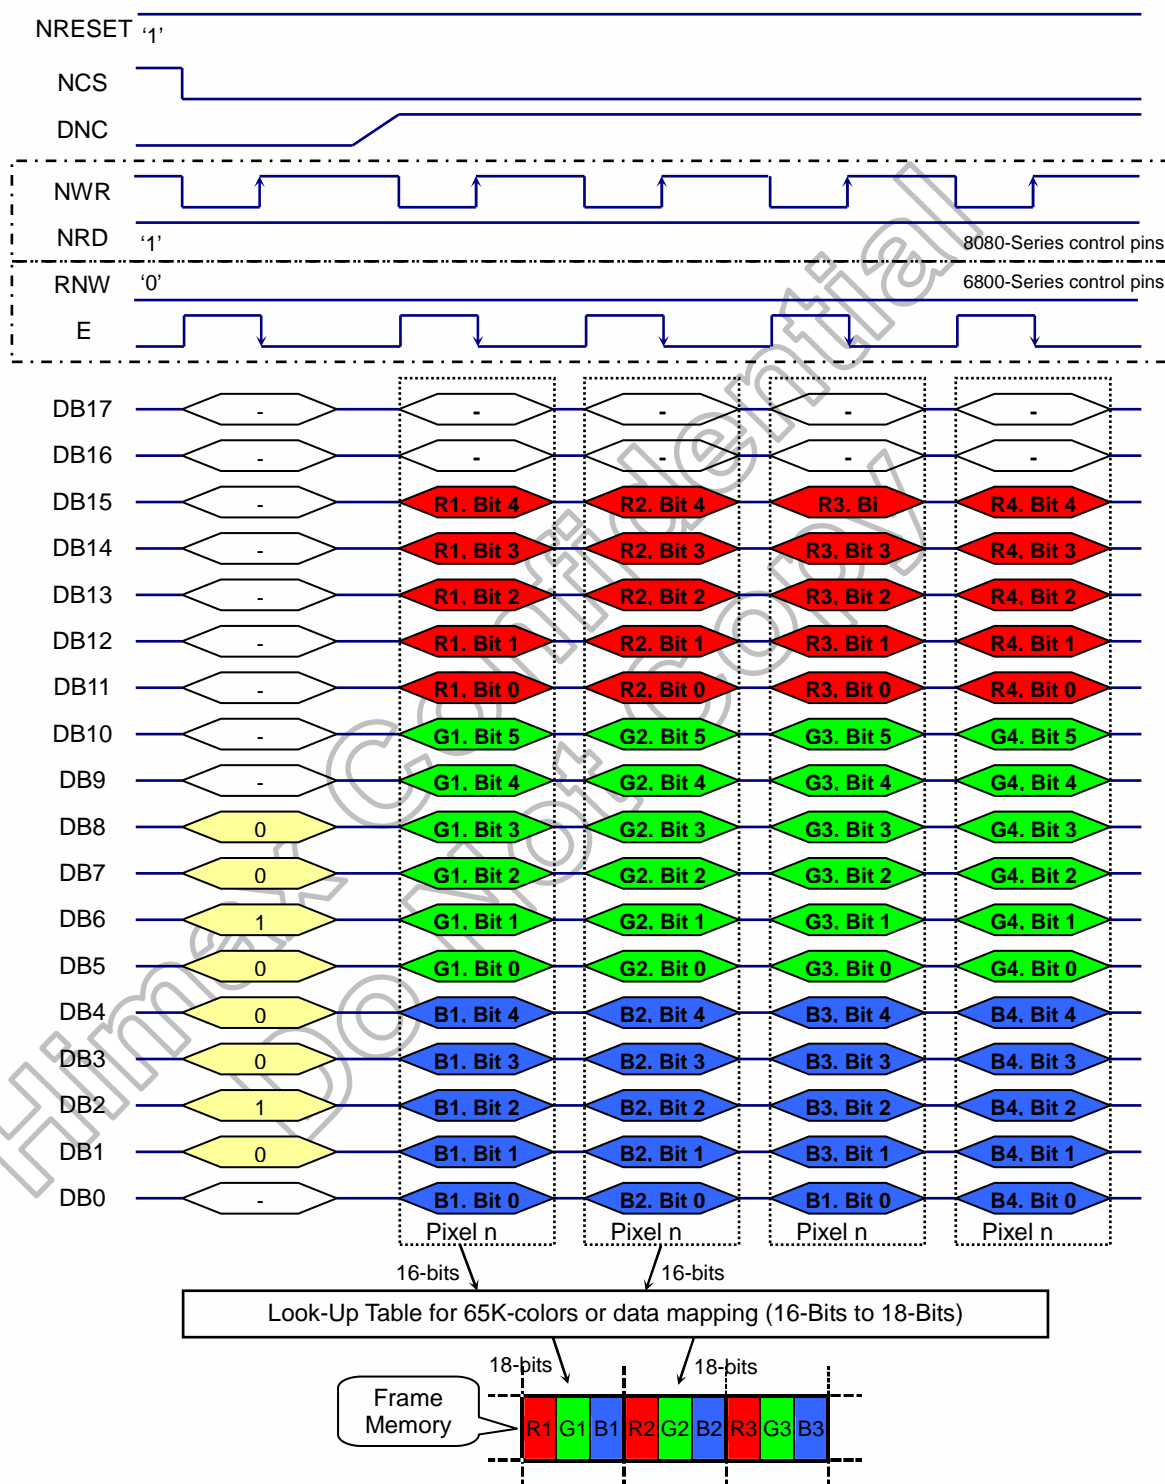 NRESET ‘1’
NCS
DNC
NWR
NRD ‘1’ 8080-Series control pins
RNW ‘0’ 6800-Series control pins
E
DB17 - - - - -
DB16 - - - - -
DB15 - R1. Bit 4 R2. Bit 4 R3. Bi R4. Bit 4
DB14 - R1. Bit 3 R2. Bit 3 R3. Bit 3 R4. Bit 3
DB13 - R1. Bit 2 R2. Bit 2 R3. Bit 2 R4. Bit 2
DB12 - R1. Bit 1 R2. Bit 1 R3. Bit 1 R4. Bit 1
DB11 - R1. Bit 0 R2. Bit 0 R3. Bit 0 R4. Bit 0
DB10 - G1. Bit 5 G2. Bit 5 G3. Bit 5 G4. Bit 5
DB9 - G1. Bit 4 G2. Bit 4 G3. Bit 4 G4. Bit 4
DB8 0 G1. Bit 3 G2. Bit 3 G3. Bit 3 G4. Bit 3
DB7 0 G1. Bit 2 G2. Bit 2 G3. Bit 2 G4. Bit 2
DB6 1 G1. Bit 1 G2. Bit 1 G3. Bit 1 G4. Bit 1
DB5 0 G1. Bit 0 G2. Bit 0 G3. Bit 0 G4. Bit 0
DB4 0 B1. Bit 4 B2. Bit 4 B3. Bit 4 B4. Bit 4
DB3 0 B1. Bit 3 B2. Bit 3 B3. Bit 3 B4. Bit 3
DB2 1 B1. Bit 2 B2. Bit 2 B3. Bit 2 B4. Bit 2
DB1 0 B1. Bit 1 B2. Bit 1 B3. Bit 1 B4. Bit 1
DB0 - B1. Bit 0 B2. Bit 0 B1. Bit 0 B4. Bit 0
Pixel n Pixel n Pixel n Pixel n
16-bits 16-bits
Look-Up Table for 65K-colors or data mapping (16-Bits to 18-Bits)
18-bits 18-bits
Frame
Memory
R1 G1 B1 R2 G2 B2 R3 G3 B3
Himax Confidential
Do Not Copy